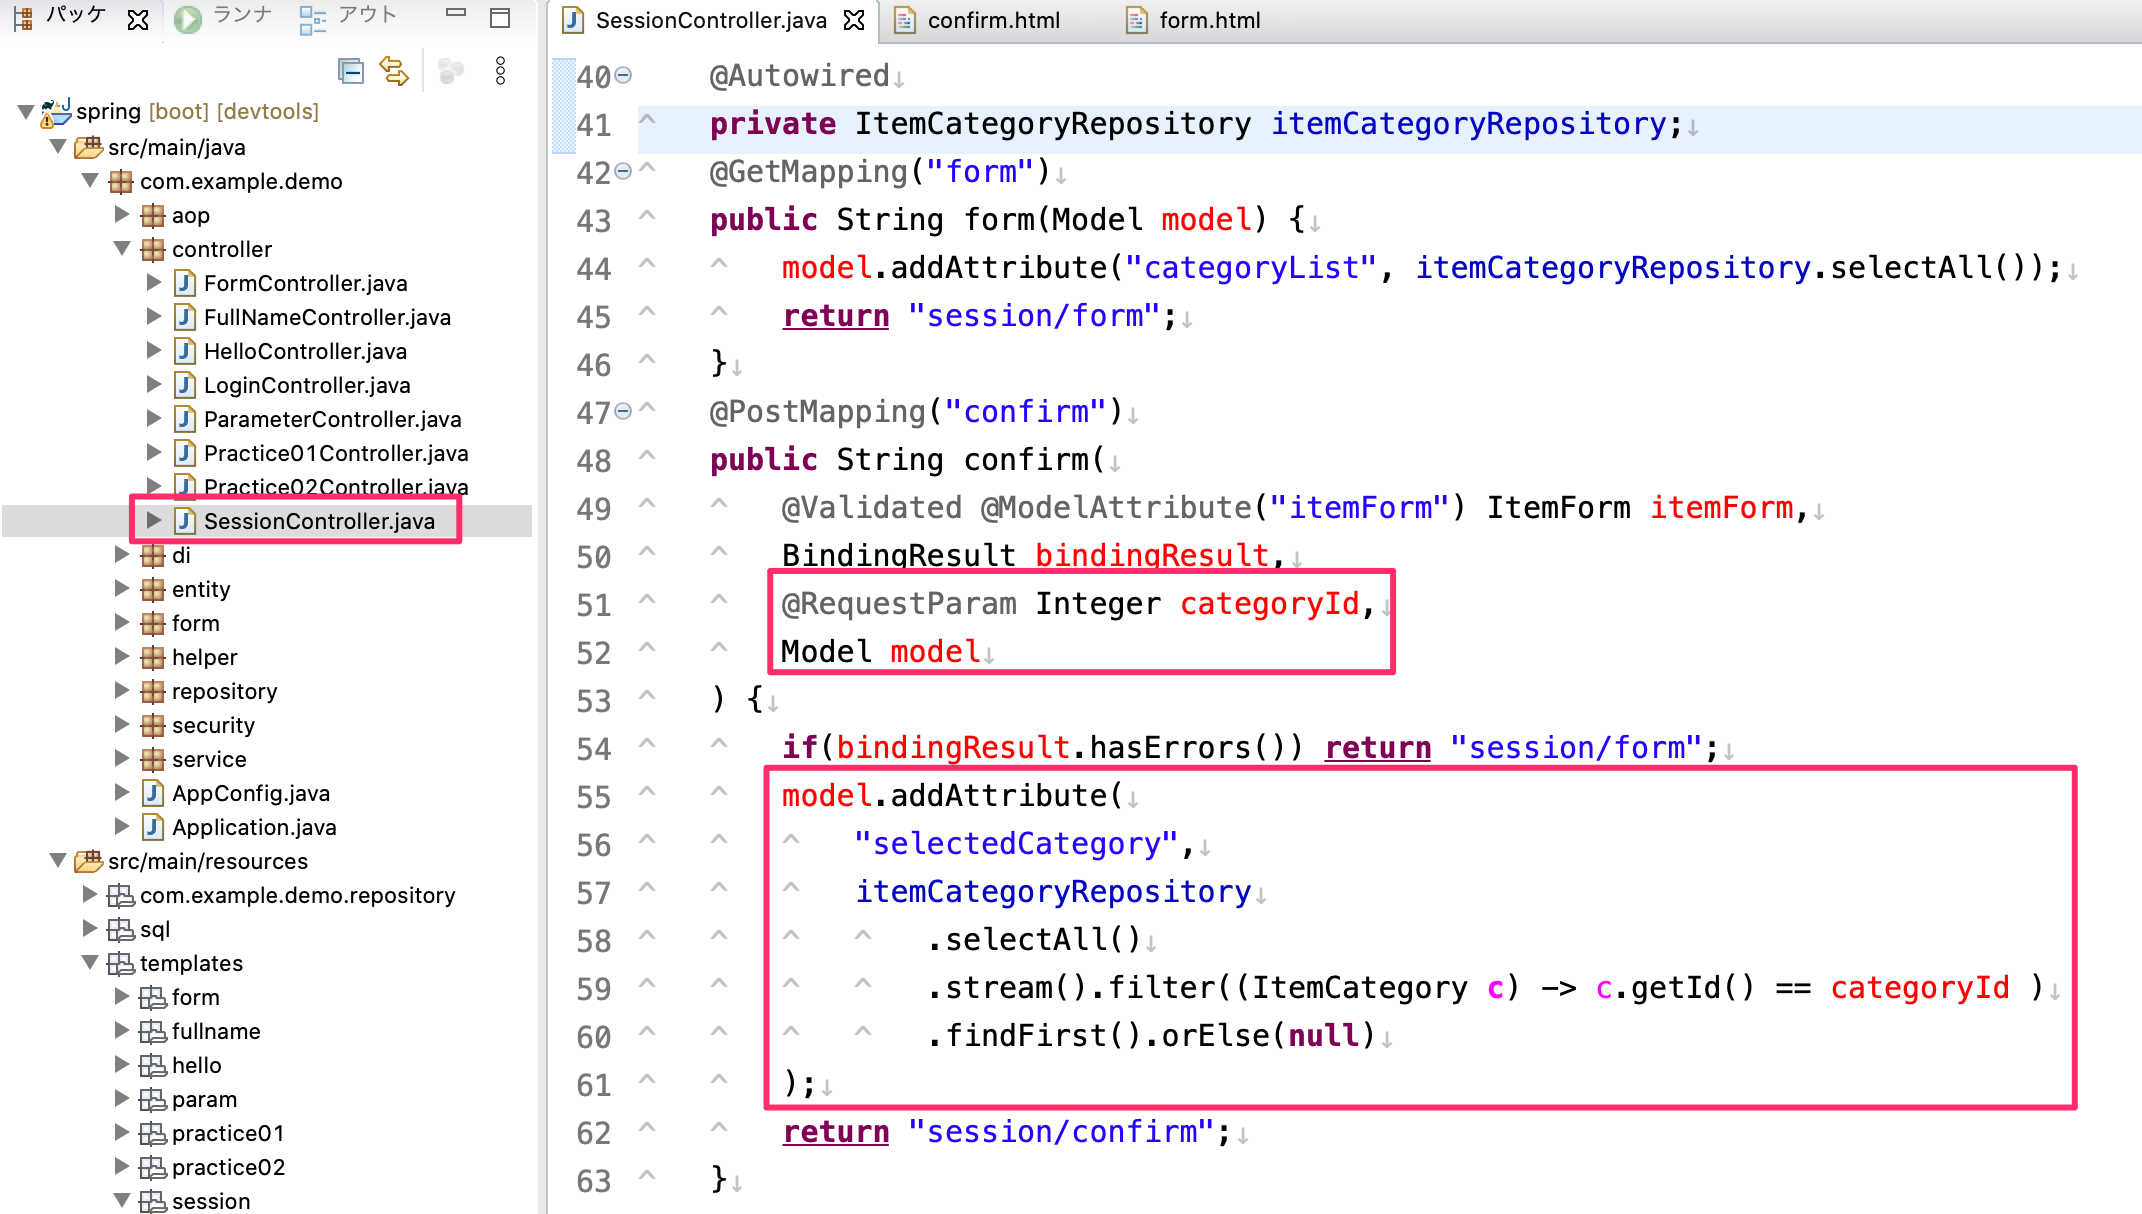 パッケ
ランナ
アウト
spring [boot] [devtools]
src/main/java
com.example.demo
aop
controller
FormController.java
FullNameController.java
HelloController.java
LoginController.java
ParameterController.java
Practice01Controller.java
Practice02Controller.java
SessionController.java
di
entity
form
helper
repository
security
service
AppConfig.java
Application.java
src/main/resources
com.example.demo.repository
sql
templates
form
fullname
hello
param
practice01
practice02
session
SessionController.java
confirm.html
form.html
40 @Autowired↓
41 private ItemCategoryRepository itemCategoryRepository;↓
42 @GetMapping("form")↓
43 public String form(Model model) {↓
44 model.addAttribute("categoryList", itemCategoryRepository.selectAll());↓
45 return "session/form";↓
46 }↓
47 @PostMapping("confirm")↓
48 public String confirm(↓
49 @Validated @ModelAttribute("itemForm") ItemForm itemForm,↓
50 BindingResult bindingResult,↓
51 @RequestParam Integer categoryId,↓
52 Model model↓
53 ) {↓
54 if(bindingResult.hasErrors()) return "session/form";↓
55 model.addAttribute(↓
56 "selectedCategory",↓
57 itemCategoryRepository↓
58 .selectAll()↓
59 .stream().filter((ItemCategory c) -> c.getId() == categoryId )↓
60 .findFirst().orElse(null)↓
61 );↓
62 return "session/confirm";↓
63 }↓